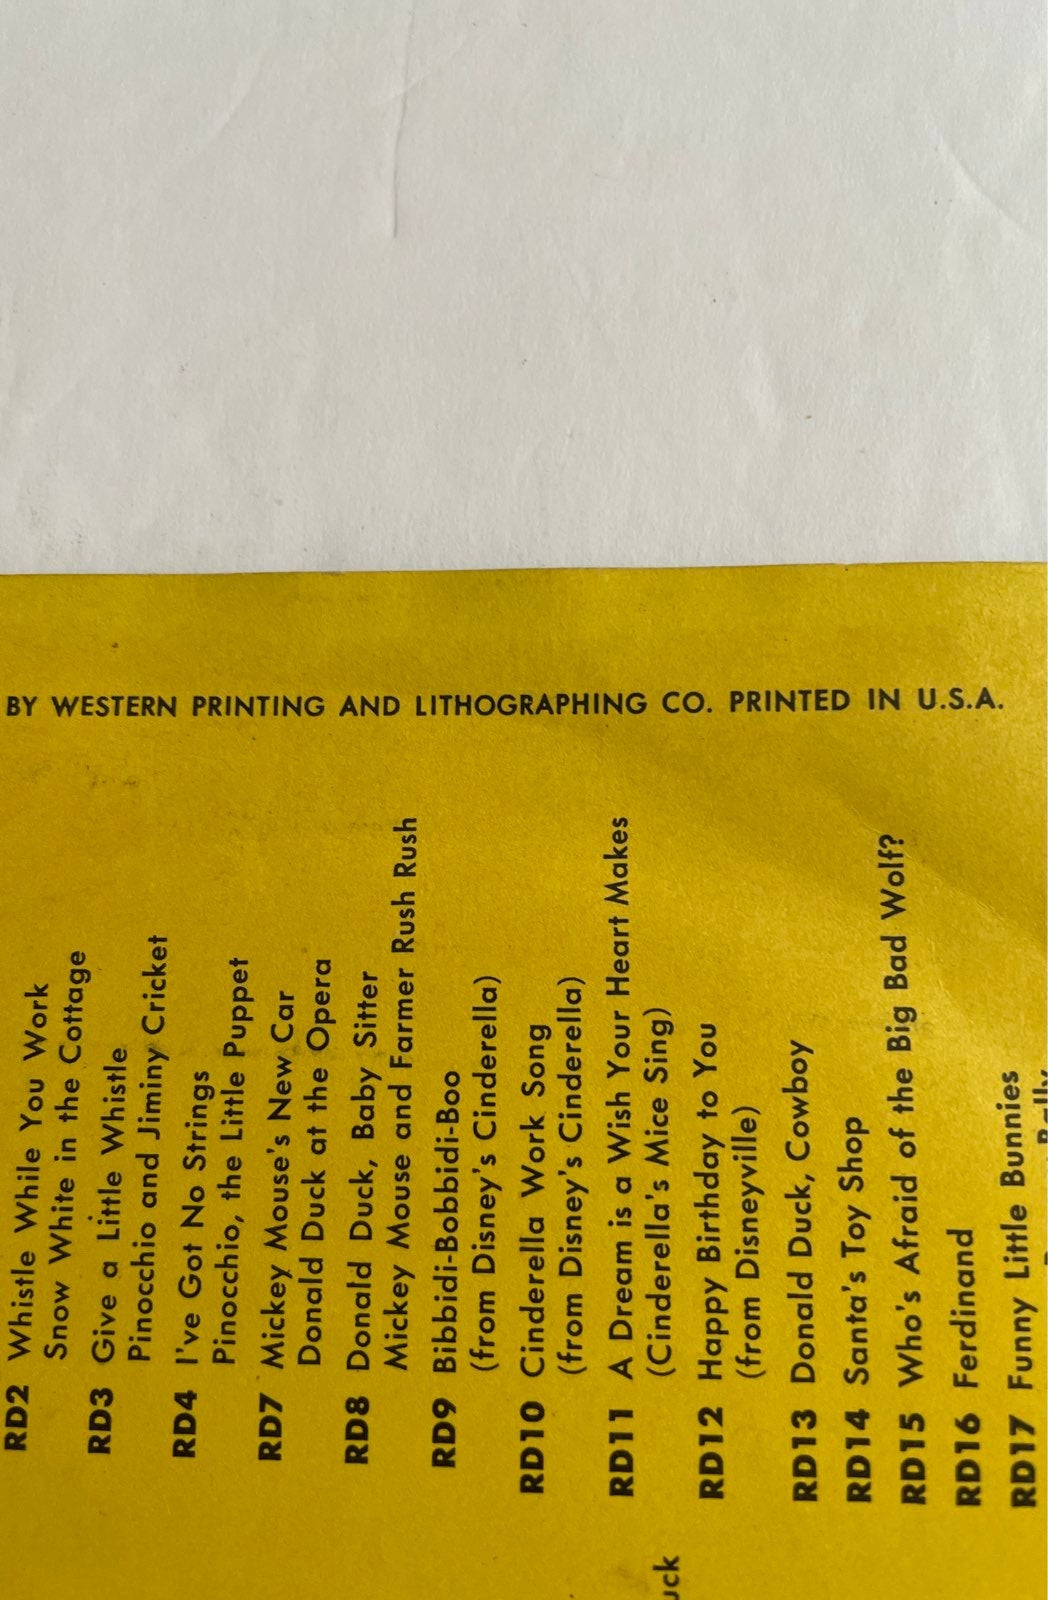 BY WESTERN PRINTING AND LITHOGRAPHING CO. PRINTED IN U.S.A.
RD2 Whistle While You Work
Snow White in the Cottage
RD3 Give a Little Whistle
Pinocchio and Jiminy Cricket
RD4 I've Got No Strings
Pinocchio, the Little Puppet
RD7 Mickey Mouse's New Car
Donald Duck at the Opera
RD8 Donald Duck, Baby Sitter
Mickey Mouse and Farmer Rush Rush
RD9 Bibbidi-Bobbidi-Boo
(from Disney's Cinderella)
RD10 Cinderella Work Song
(from Disney's Cinderella)
RD11 A Dream is a Wish Your Heart Makes
(Cinderella's Mice Sing)
RD12 Happy Birthday to You
(from Disneyville)
RD13 Donald Duck, Cowboy
RD14 Santa's Toy Shop
RD15 Who's Afraid of the Big Bad Wolf?
RD16 Ferdinand
RD17 Funny Little Bunnies
uck